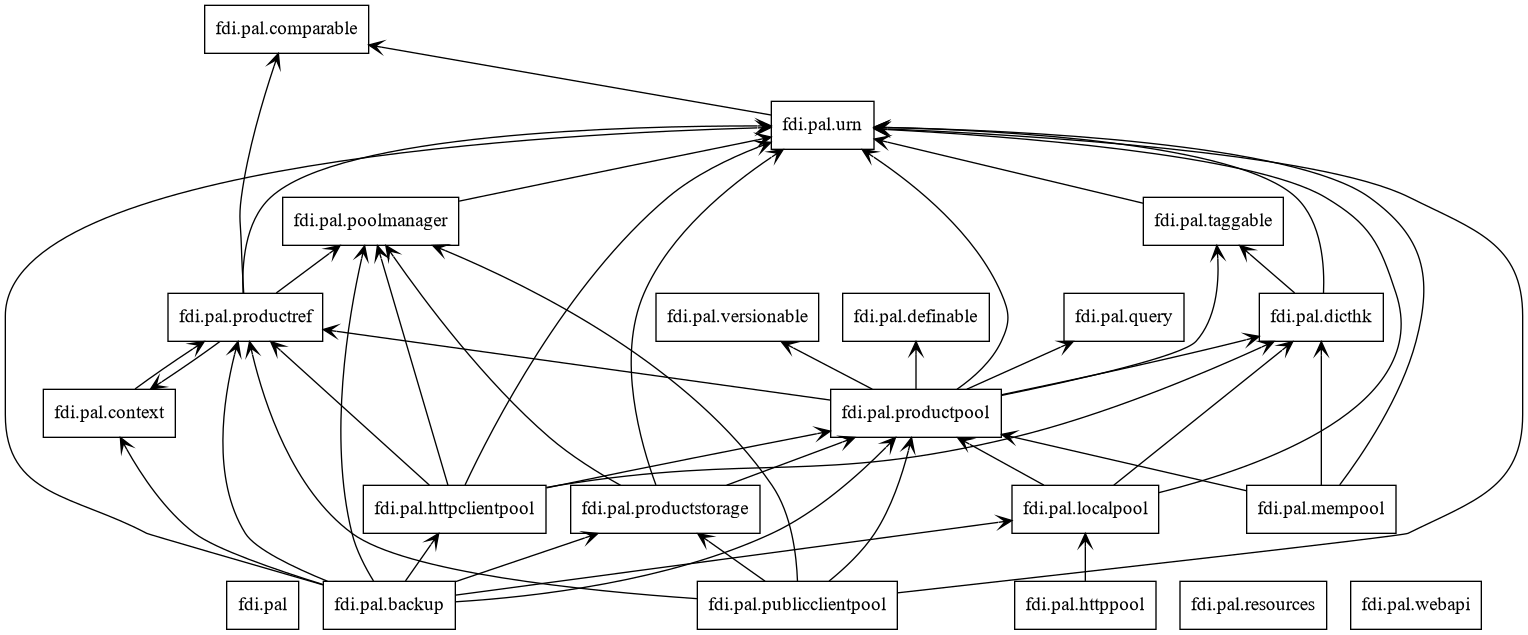 fdi.pal.comparable
fdi.pal.urn
fdi.pal.poolmanager
fdi.pal.taggable
fdi.pal.productref
fdi.pal.versionable
fdi.pal.definable
fdi.pal.query
fdi.pal.dicthk
fdi.pal.context
fdi.pal.productpool
fdi.pal.httpclientpool
fdi.pal.productstorage
fdi.pal.localpool
fdi.pal.mempool
fdi.pal
fdi.pal.backup
fdi.pal.publicclientpool
fdi.pal.httppool
fdi.pal.resources
fdi.pal.webapi